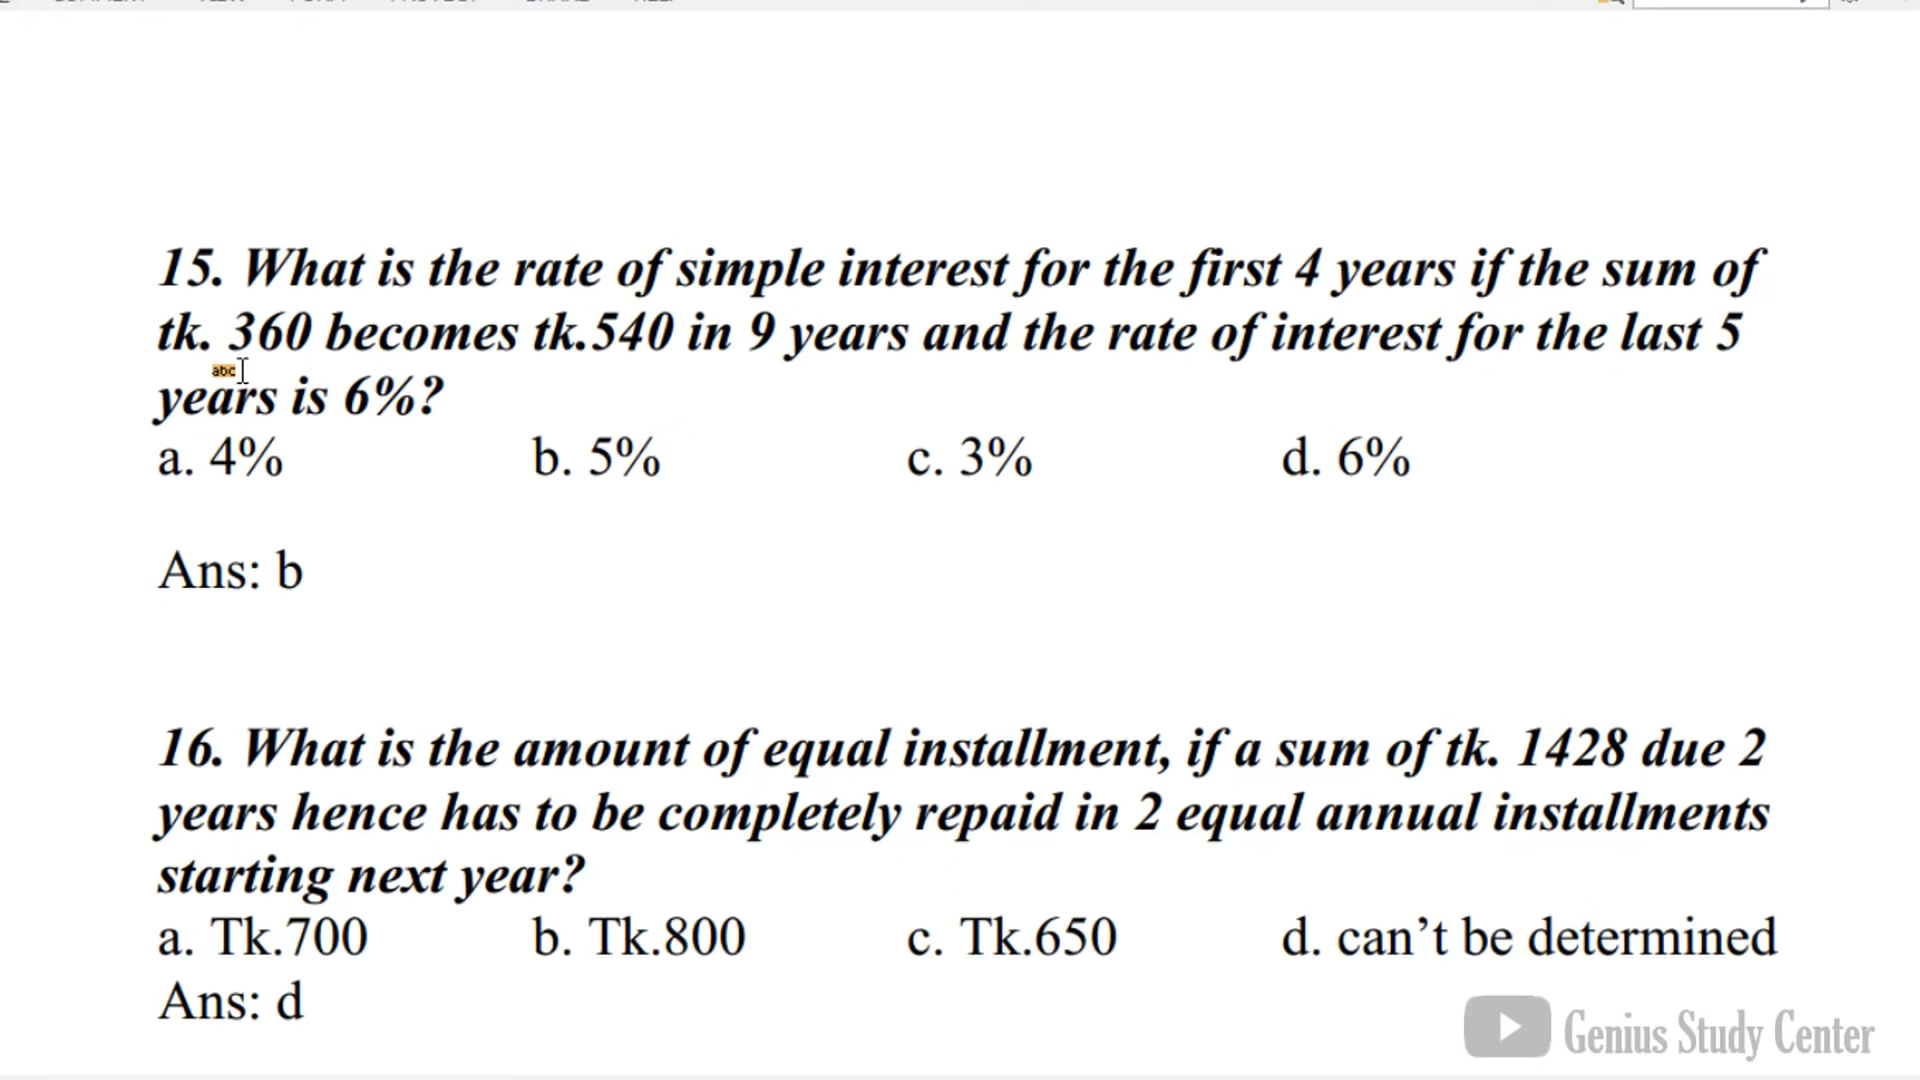 15. What is the rate of simple interest for the first 4 years if the sum of
tk. 360 becomes tk.540 in 9 years and the rate of interest for the last 5
abc
years is 6%?
a. 4% b. 5% c. 3% d. 6%
Ans: b
16. What is the amount of equal installment, if a sum of tk. 1428 due 2
years hence has to be completely repaid in 2 equal annual installments
starting next year?
a. Tk.700 b. Tk.800 c. Tk.650 d. can’t be determined
Ans: d
Genius Study Center